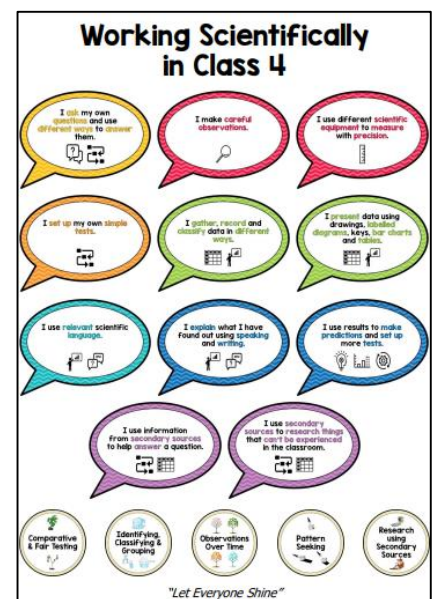 Working Scientifically
in Class 4
I ask my own
questions and use
different ways to answer
them.
I make careful
observations.
I use different scientific
equipment to measure
with precision.
I set up my own simple
tests.
I gather, record and
classify data in different
ways.
I present data using
drawings, labelled
diagrams, keys, bar charts
and tables.
I use relevant scientific
language.
I explain what I have
found out using speaking
and writing.
I use results to make
predictions and set up
more tests.
I use information
from secondary sources
to help answer a question.
I use secondary
sources to research things
that can't be experienced
in the classroom.
Comparative
& Fair Testing
Identifying,
Classifying &
Grouping
Observations
Over Time
Pattern
Seeking
Research
using
Secondary
Sources
"Let Everyone Shine"